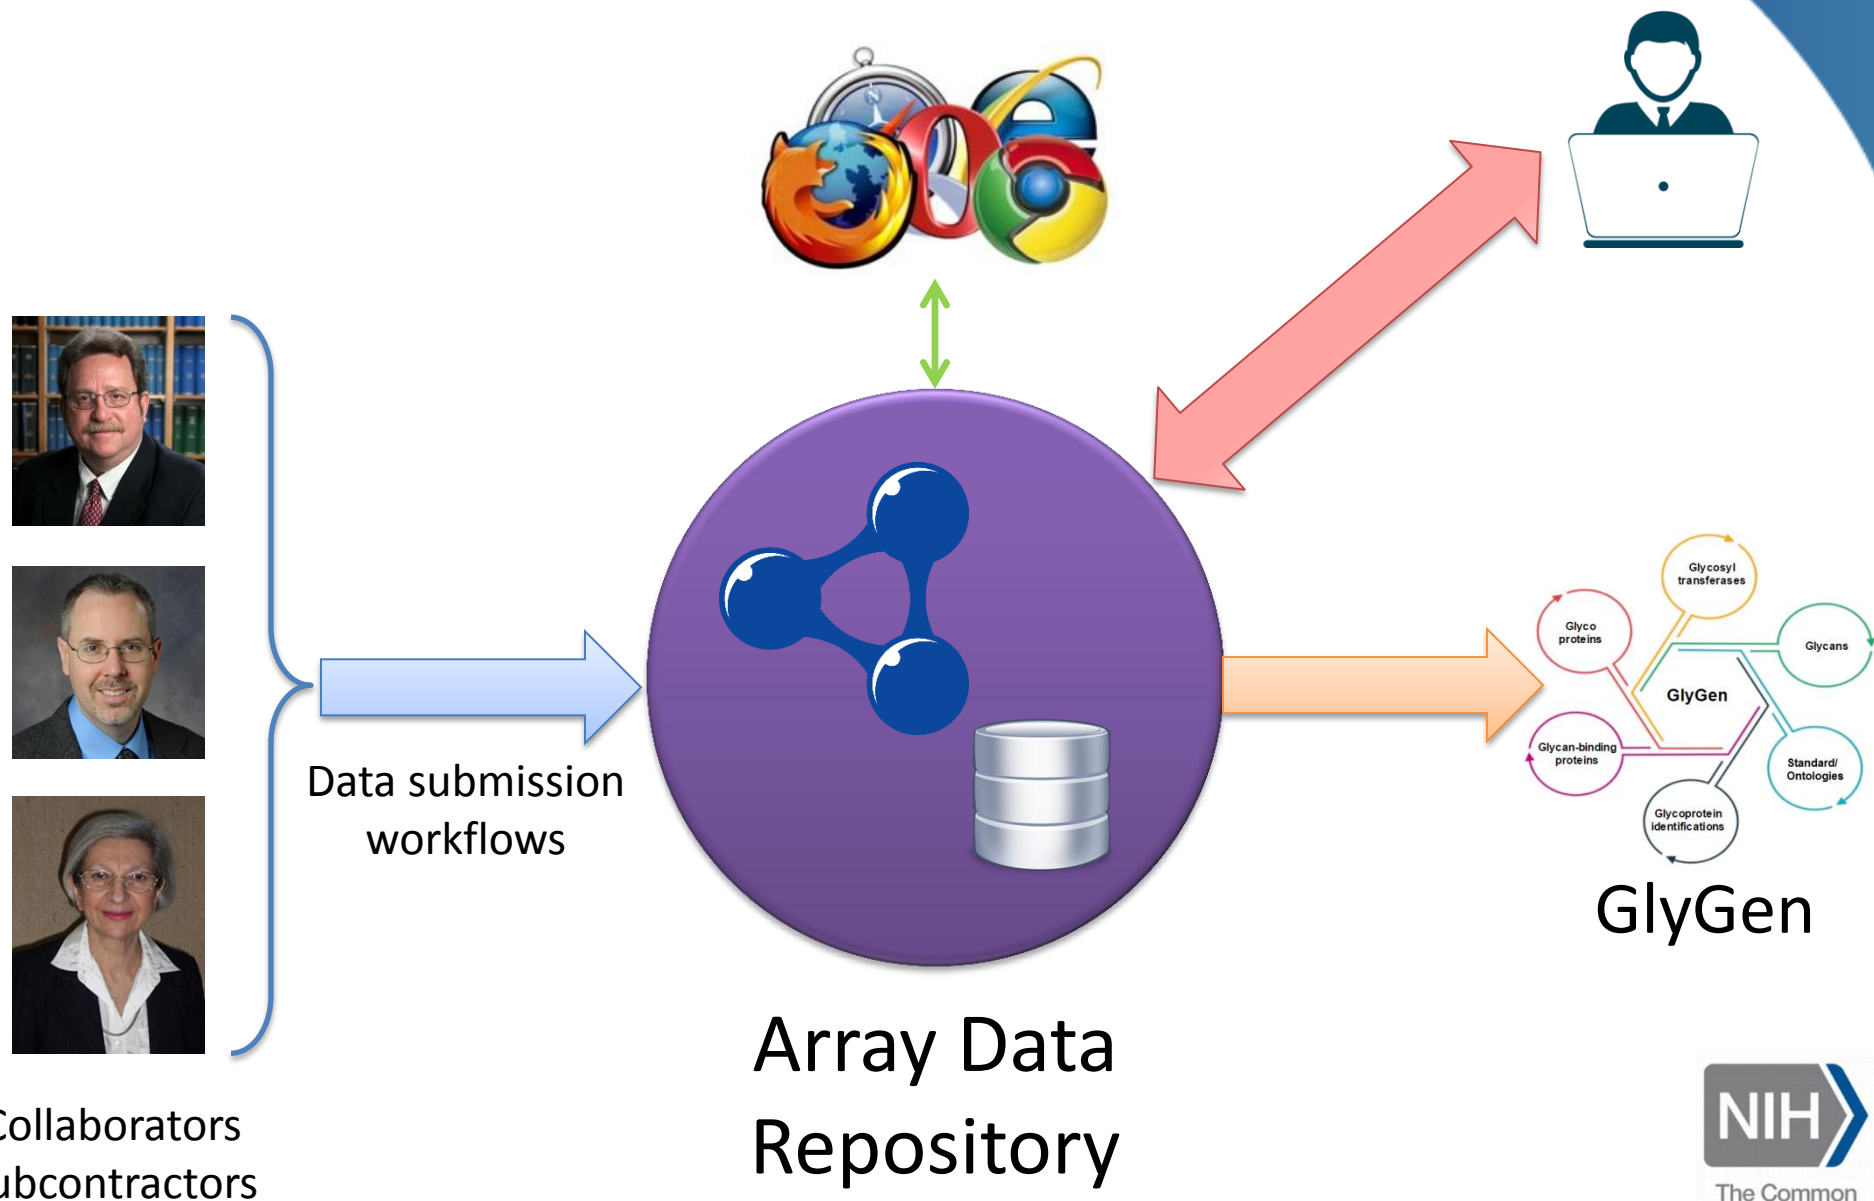 Glycosyl
transferases
Glyco
proteins
Glycans
GlyGen
Glycan-binding
proteins
Standard/
Ontologies
Glycoprotein
identifications
GlyGen
Data submission
workflows
Array Data
Repository
Collaborators
ubcontractors
NIH
The Common